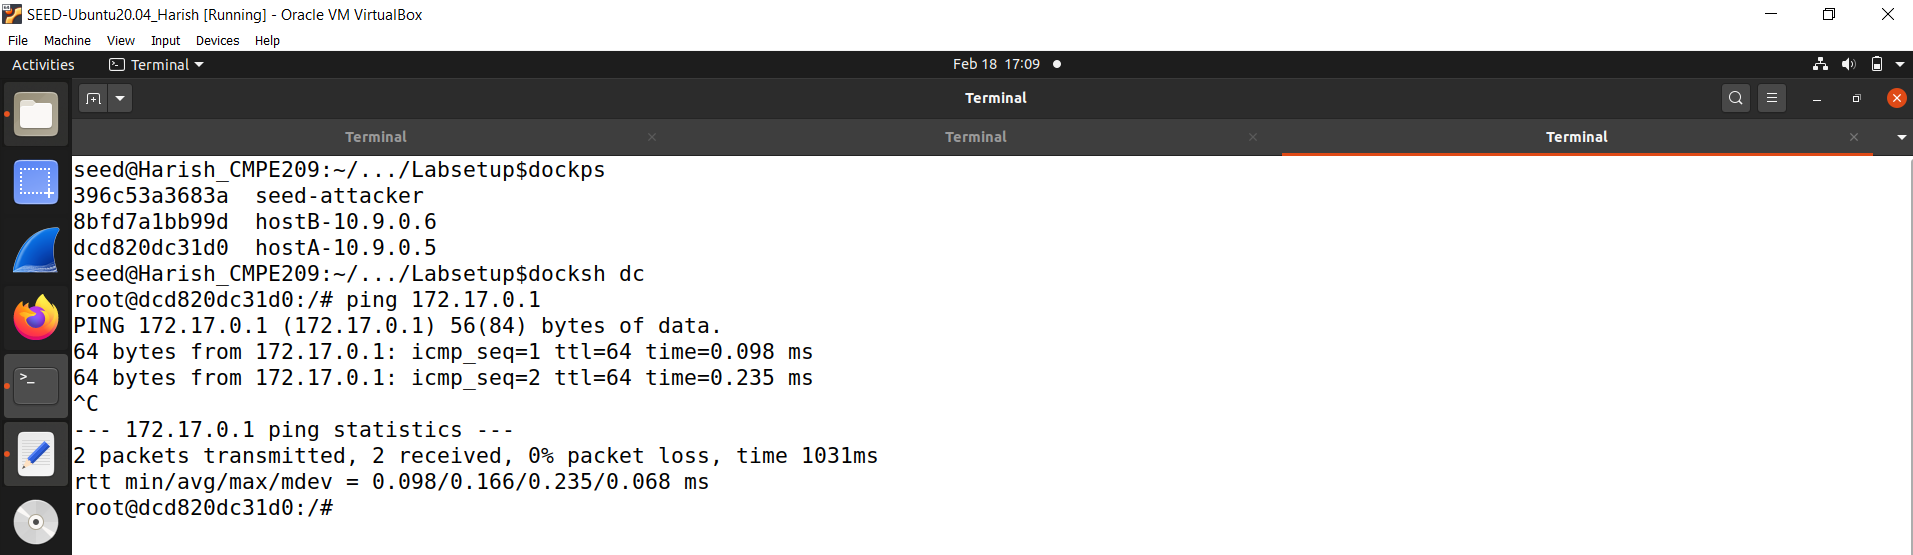 SEED-Ubuntu20.04_Harish [Running] - Oracle VM VirtualBox
File Machine View Input Devices Help
Activities Terminal Feb 18 17:09
Terminal
Terminal Terminal Terminal
seed@Harish_CMPE209:~/.../Labsetup$dockps
396c53a3683a  seed-attacker
8bfd7a1bb99d  hostB-10.9.0.6
dcd820dc31d0  hostA-10.9.0.5
seed@Harish_CMPE209:~/.../Labsetup$docksh dc
root@dcd820dc31d0:/# ping 172.17.0.1
PING 172.17.0.1 (172.17.0.1) 56(84) bytes of data.
64 bytes from 172.17.0.1: icmp_seq=1 ttl=64 time=0.098 ms
64 bytes from 172.17.0.1: icmp_seq=2 ttl=64 time=0.235 ms
^C
--- 172.17.0.1 ping statistics ---
2 packets transmitted, 2 received, 0% packet loss, time 1031ms
rtt min/avg/max/mdev = 0.098/0.166/0.235/0.068 ms
root@dcd820dc31d0:/#